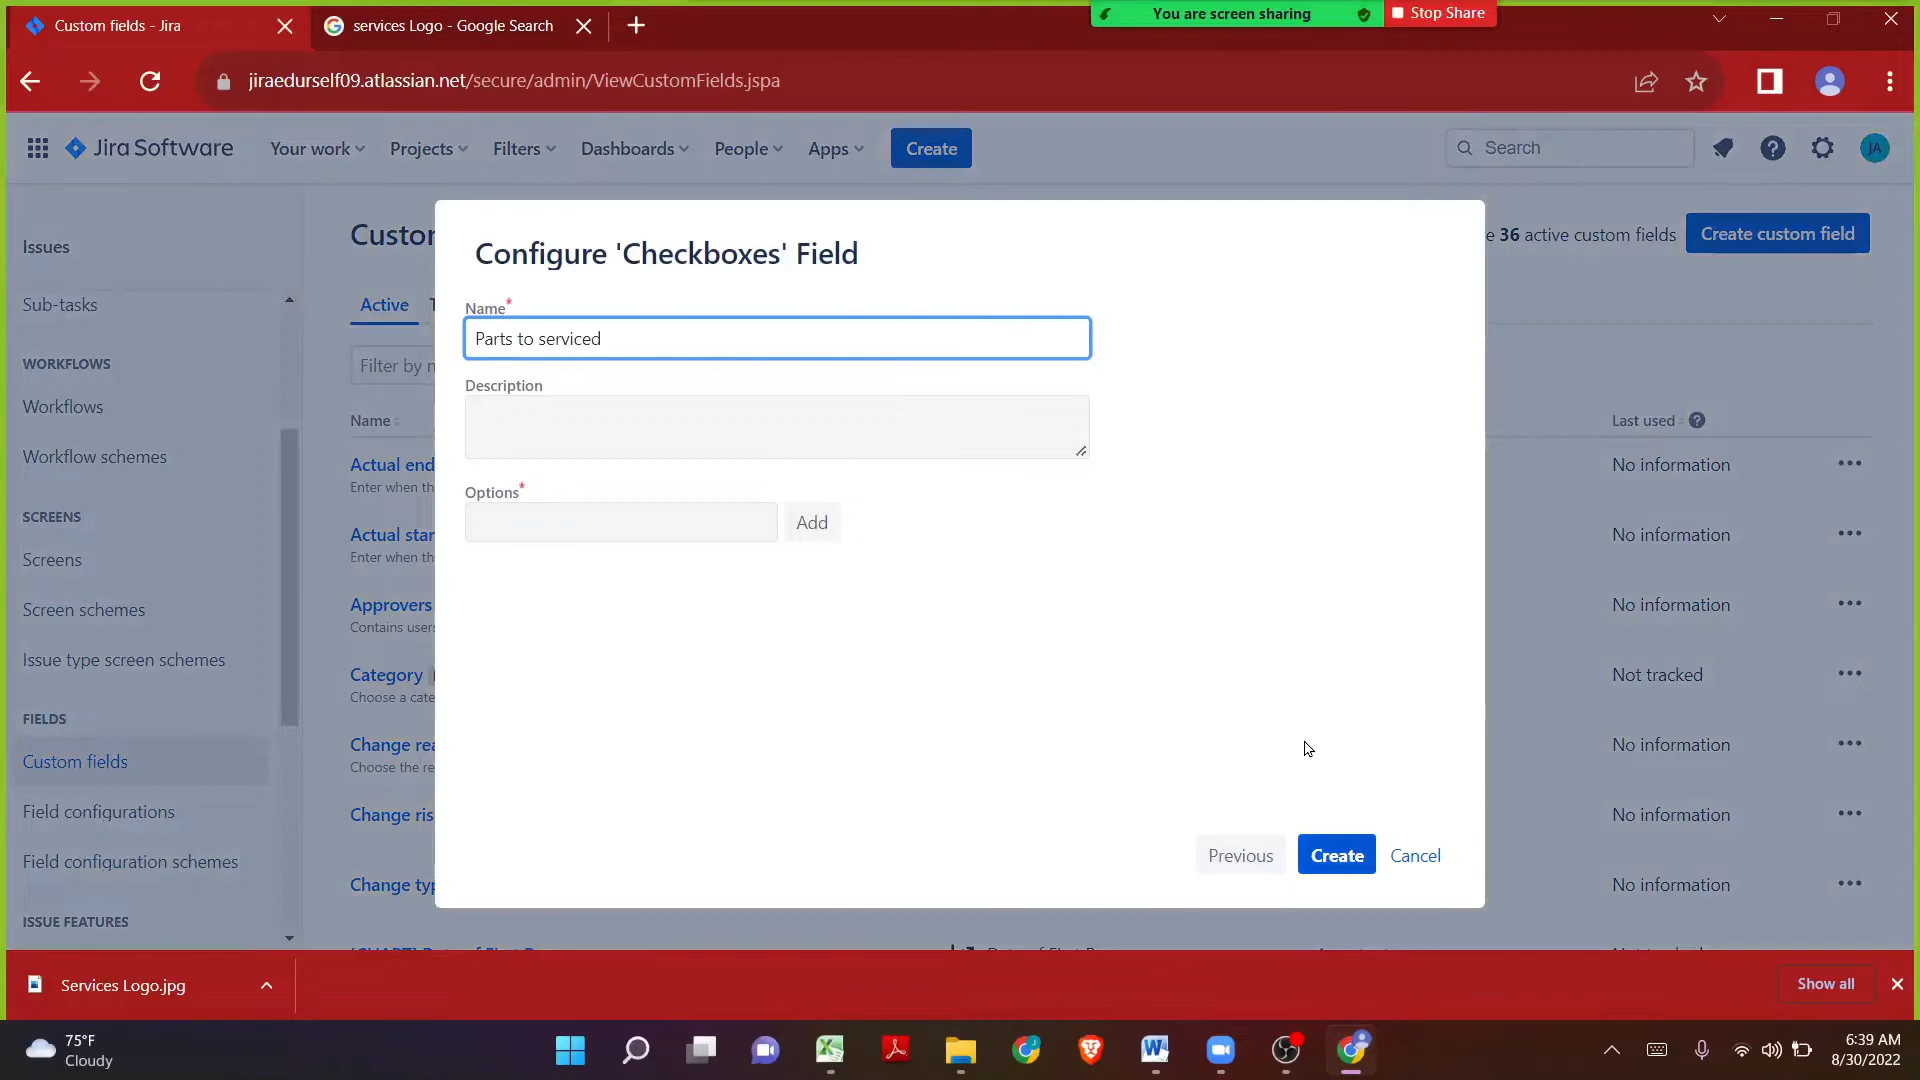 Custom fields - Jira
services Logo - Google Search
You are screen sharing
Stop Share
jiraedurself09.atlassian.net/secure/admin/ViewCustomFields.jspa
Jira Software
Your work
Projects
Filters
Dashboards
People
Apps
Create
Search
JA
Issues
Custom
e 36 active custom fields
Create custom field
Configure 'Checkboxes' Field
Sub-tasks
Active
Name*
Parts to serviced
Filter by n
WORKFLOWS
Workflows
Workflow schemes
Description
Name
Last used
Actual end
Enter when th
No information
SCREENS
Screens
Screen schemes
Issue type screen schemes
Options*
Add
Actual star
Enter when th
No information
Approvers
Contains users
No information
Category
Choose a cate
Not tracked
FIELDS
Custom fields
Field configurations
Field configuration schemes
Change rea
Choose the re
No information
Change ris
No information
Previous
Create
Cancel
Change typ
No information
ISSUE FEATURES
Services Logo.jpg
Show all
75°F
Cloudy
6:39 AM
8/30/2022